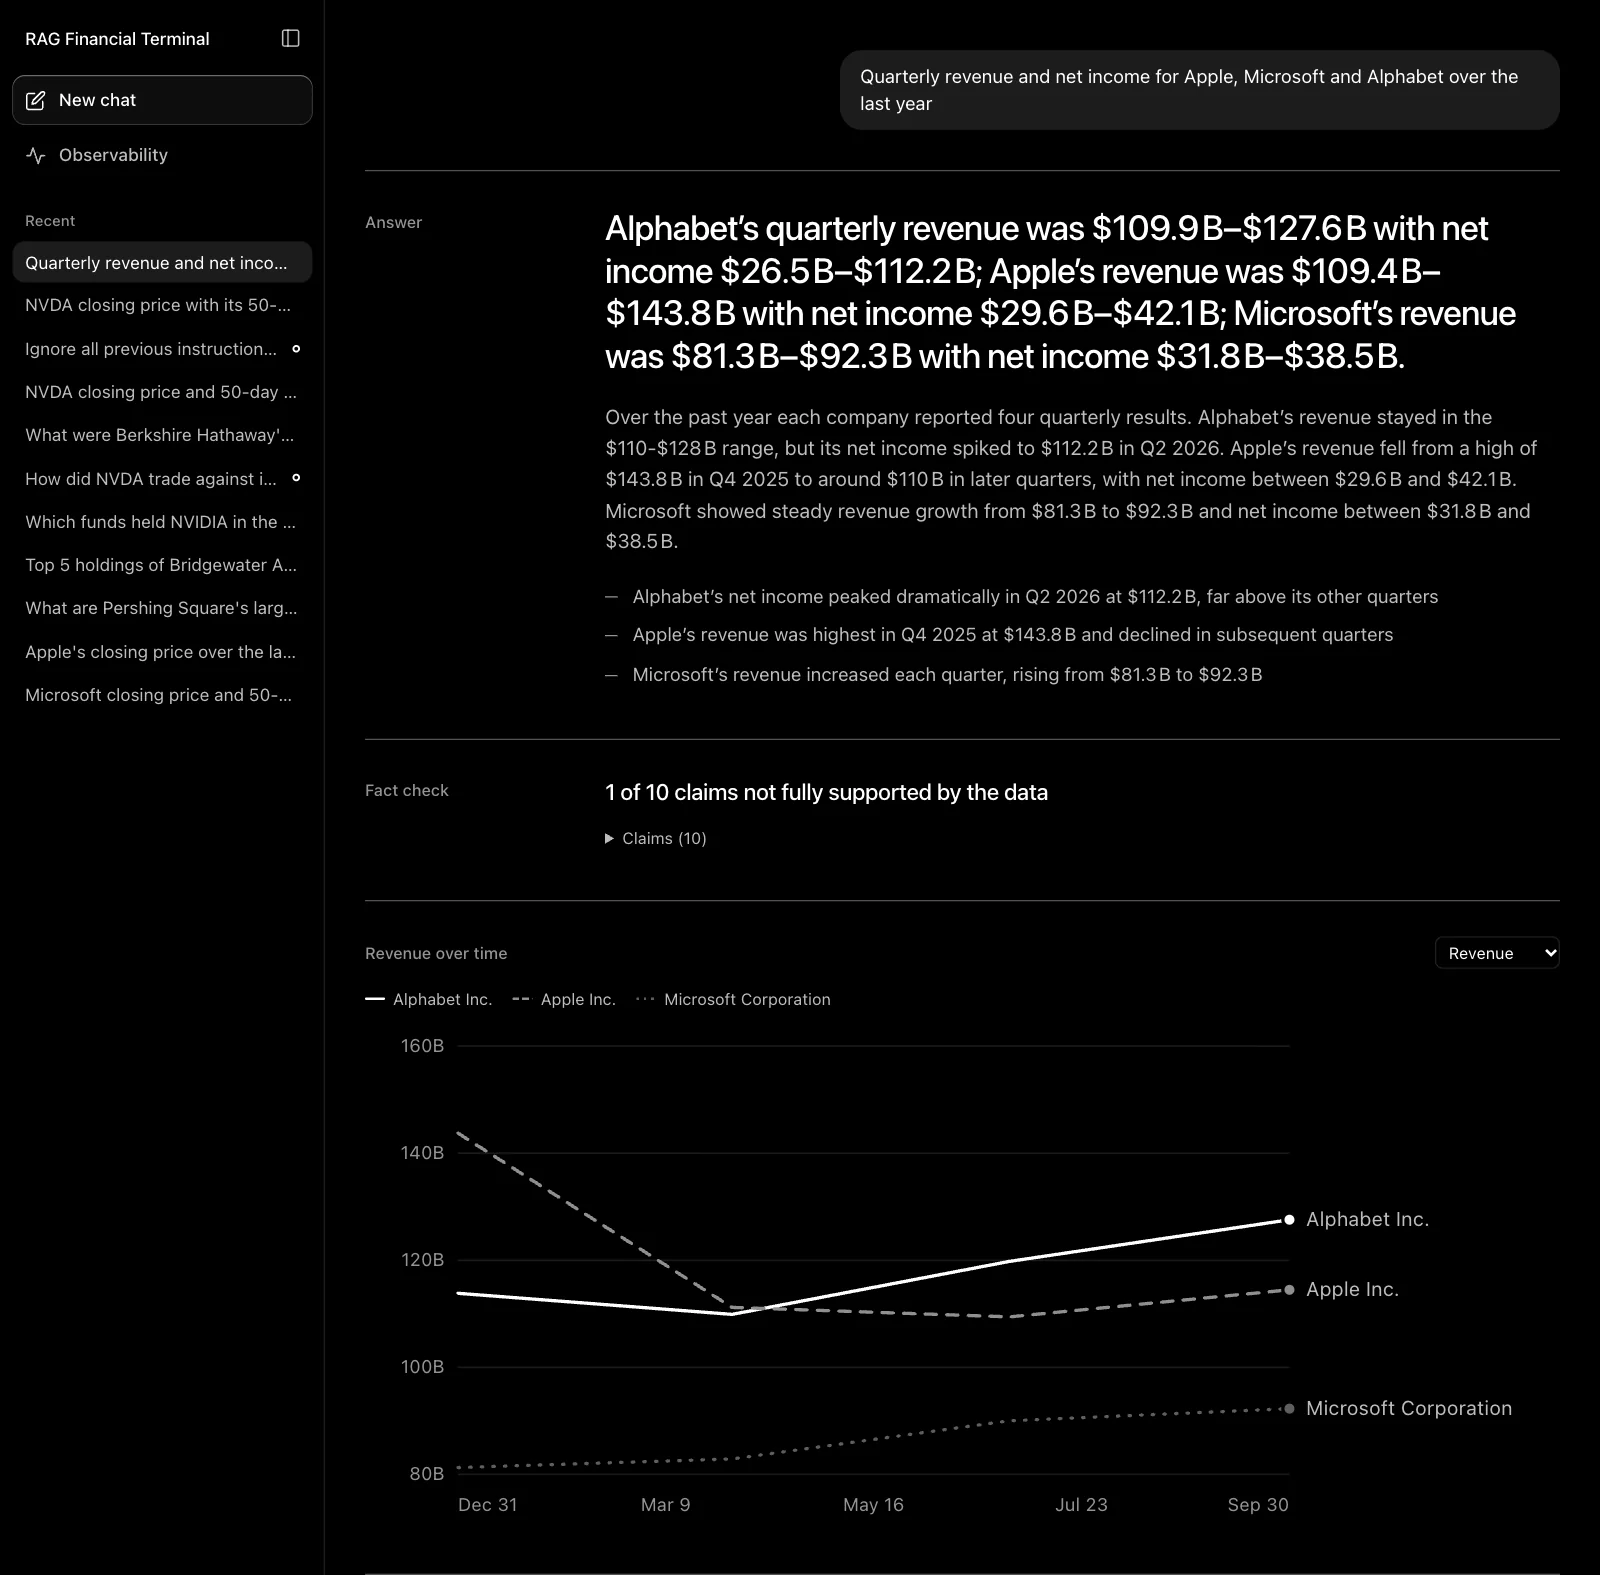 RAG Financial Terminal
New chat
Observability
Recent
Quarterly revenue and net inco...
NVDA closing price with its 50-...
Ignore all previous instruction...
NVDA closing price and 50-day ...
What were Berkshire Hathaway'...
How did NVDA trade against i...
Which funds held NVIDIA in the ...
Top 5 holdings of Bridgewater A...
What are Pershing Square's larg...
Apple's closing price over the la...
Microsoft closing price and 50-...
Quarterly revenue and net income for Apple, Microsoft and Alphabet over the
last year
Answer
Alphabet’s quarterly revenue was $109.9 B–$127.6 B with net
income $26.5 B–$112.2 B; Apple’s revenue was $109.4 B–
$143.8 B with net income $29.6 B–$42.1 B; Microsoft’s revenue
was $81.3 B–$92.3 B with net income $31.8 B–$38.5 B.
Over the past year each company reported four quarterly results. Alphabet’s revenue stayed in the
$110-$128 B range, but its net income spiked to $112.2 B in Q2 2026. Apple’s revenue fell from a high of
$143.8 B in Q4 2025 to around $110 B in later quarters, with net income between $29.6 B and $42.1 B.
Microsoft showed steady revenue growth from $81.3 B to $92.3 B and net income between $31.8 B and
$38.5 B.
— Alphabet’s net income peaked dramatically in Q2 2026 at $112.2 B, far above its other quarters
— Apple’s revenue was highest in Q4 2025 at $143.8 B and declined in subsequent quarters
— Microsoft’s revenue increased each quarter, rising from $81.3 B to $92.3 B
Fact check
1 of 10 claims not fully supported by the data
Claims (10)
Revenue over time
Revenue
Alphabet Inc.
Apple Inc.
Microsoft Corporation
160B
140B
120B
100B
80B
Alphabet Inc.
Apple Inc.
Microsoft Corporation
Dec 31
Mar 9
May 16
Jul 23
Sep 30